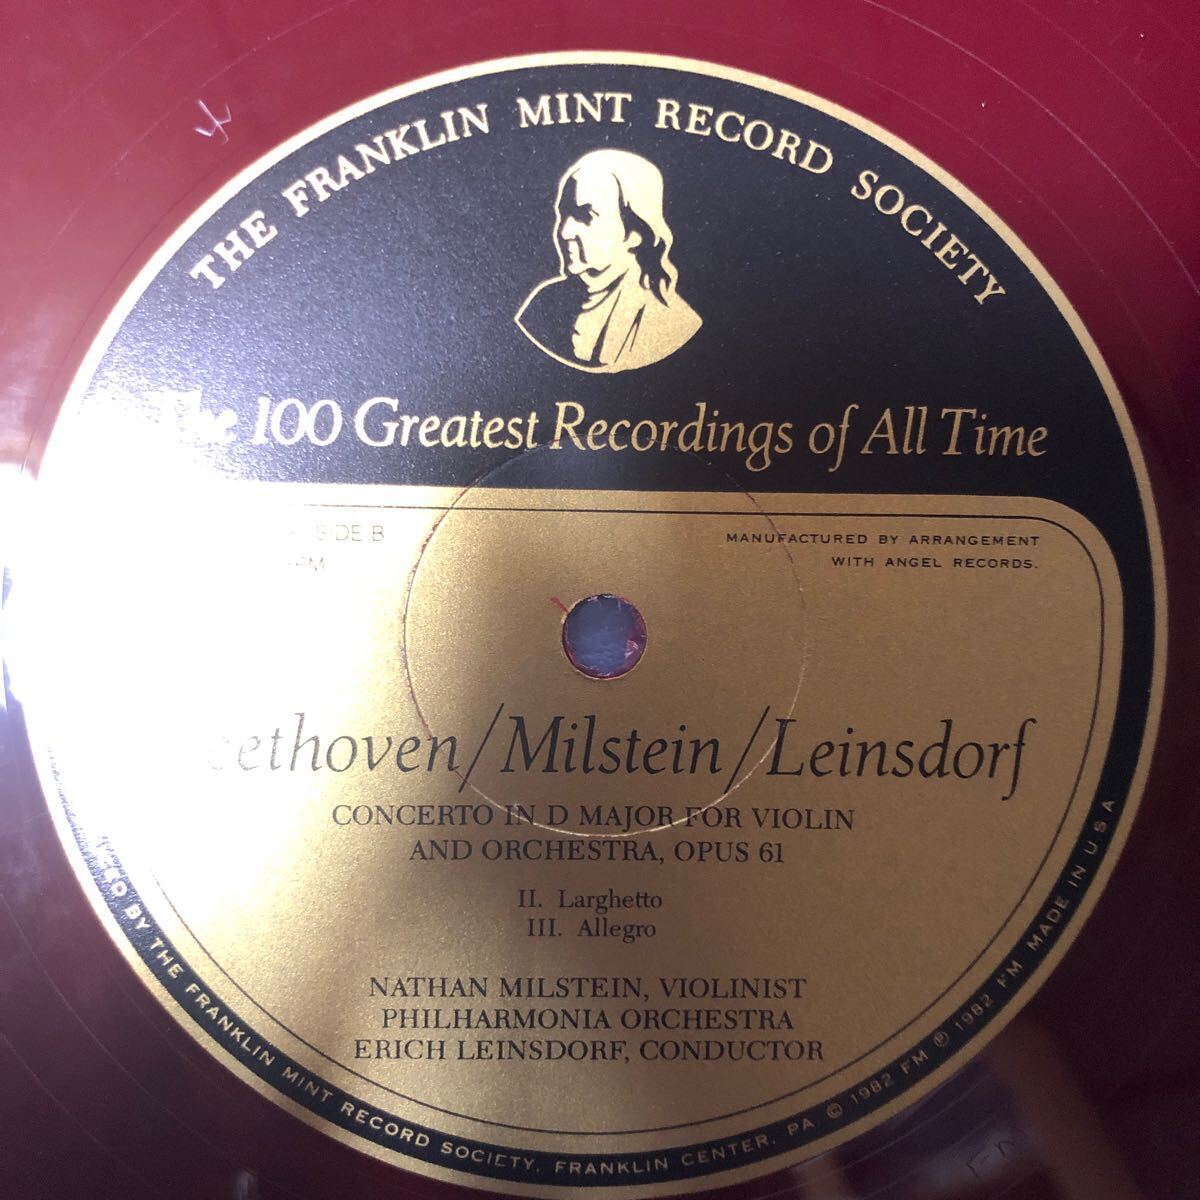 THE FRANKLIN MINT RECORD SOCIETY
The 100 Greatest Recordings of All Time
SIDE B
MANUFACTURED BY ARRANGEMENT
WITH ANGEL RECORDS.
Beethoven/Milstein/Leinsdorf
CONCERTO IN D MAJOR FOR VIOLIN
AND ORCHESTRA, OPUS 61
II. Larghetto
III. Allegro
NATHAN MILSTEIN, VIOLINIST
PHILHARMONIA ORCHESTRA
ERICH LEINSDORF, CONDUCTOR
BY THE FRANKLIN MINT RECORD SOCIETY, FRANKLIN CENTER, PA © 1982 FM ℗ 1982 FM MADE IN U S A